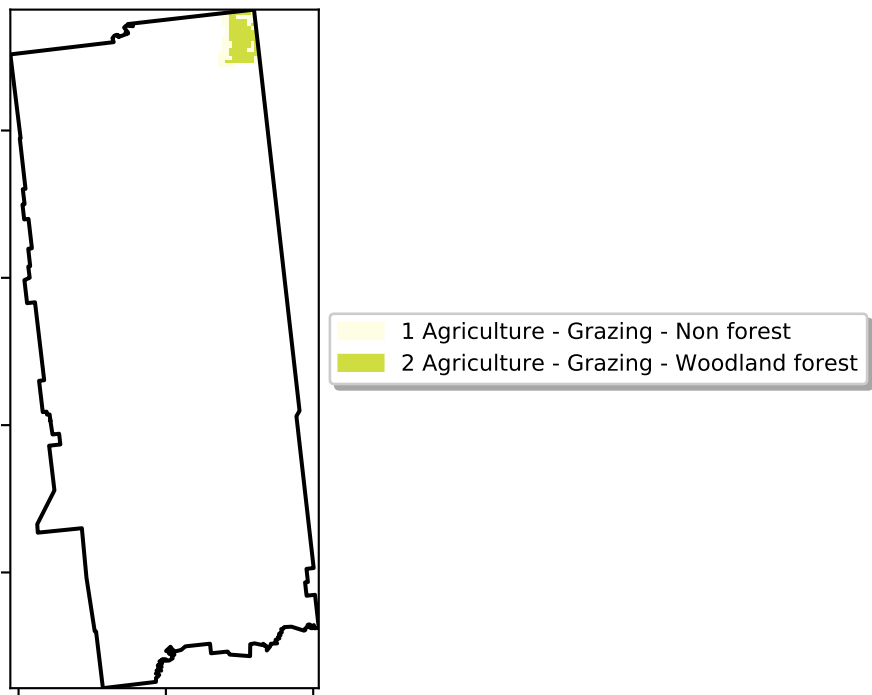 1 Agriculture - Grazing - Non forest
2 Agriculture - Grazing - Woodland forest